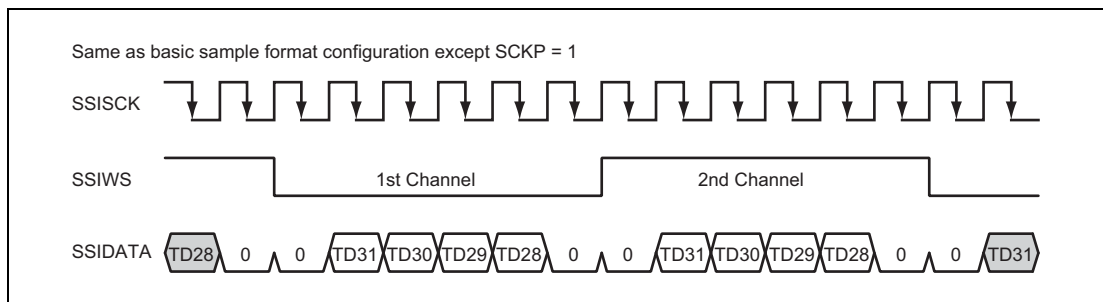 Same as basic sample format configuration except SCKP = 1
SSISCK
SSIWS 1st Channel 2nd Channel
SSIDATA TD28 0 0 TD31 TD30 TD29 TD28 0 0 TD31 TD30 TD29 TD28 0 0 TD31